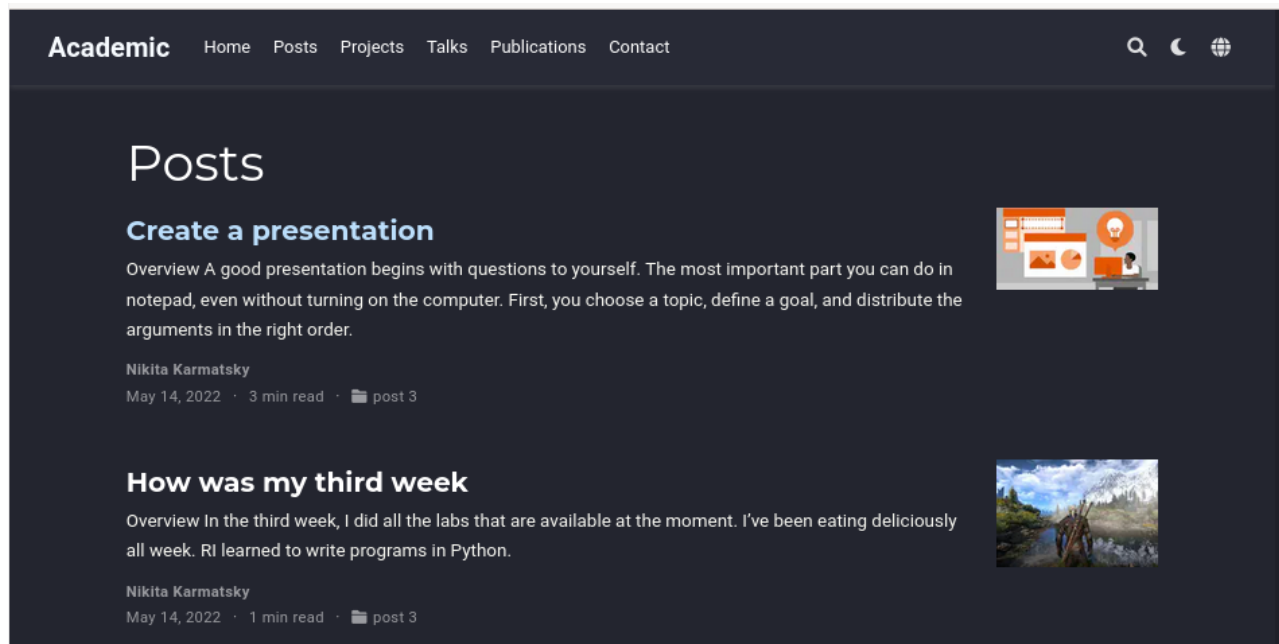 Academic Home Posts Projects Talks Publications Contact
Posts
Create a presentation
Overview A good presentation begins with questions to yourself. The most important part you can do in
notepad, even without turning on the computer. First, you choose a topic, define a goal, and distribute the
arguments in the right order.
Nikita Karmatsky
May 14, 2022 · 3 min read · post 3
How was my third week
Overview In the third week, I did all the labs that are available at the moment. I’ve been eating deliciously
all week. RI learned to write programs in Python.
Nikita Karmatsky
May 14, 2022 · 1 min read · post 3